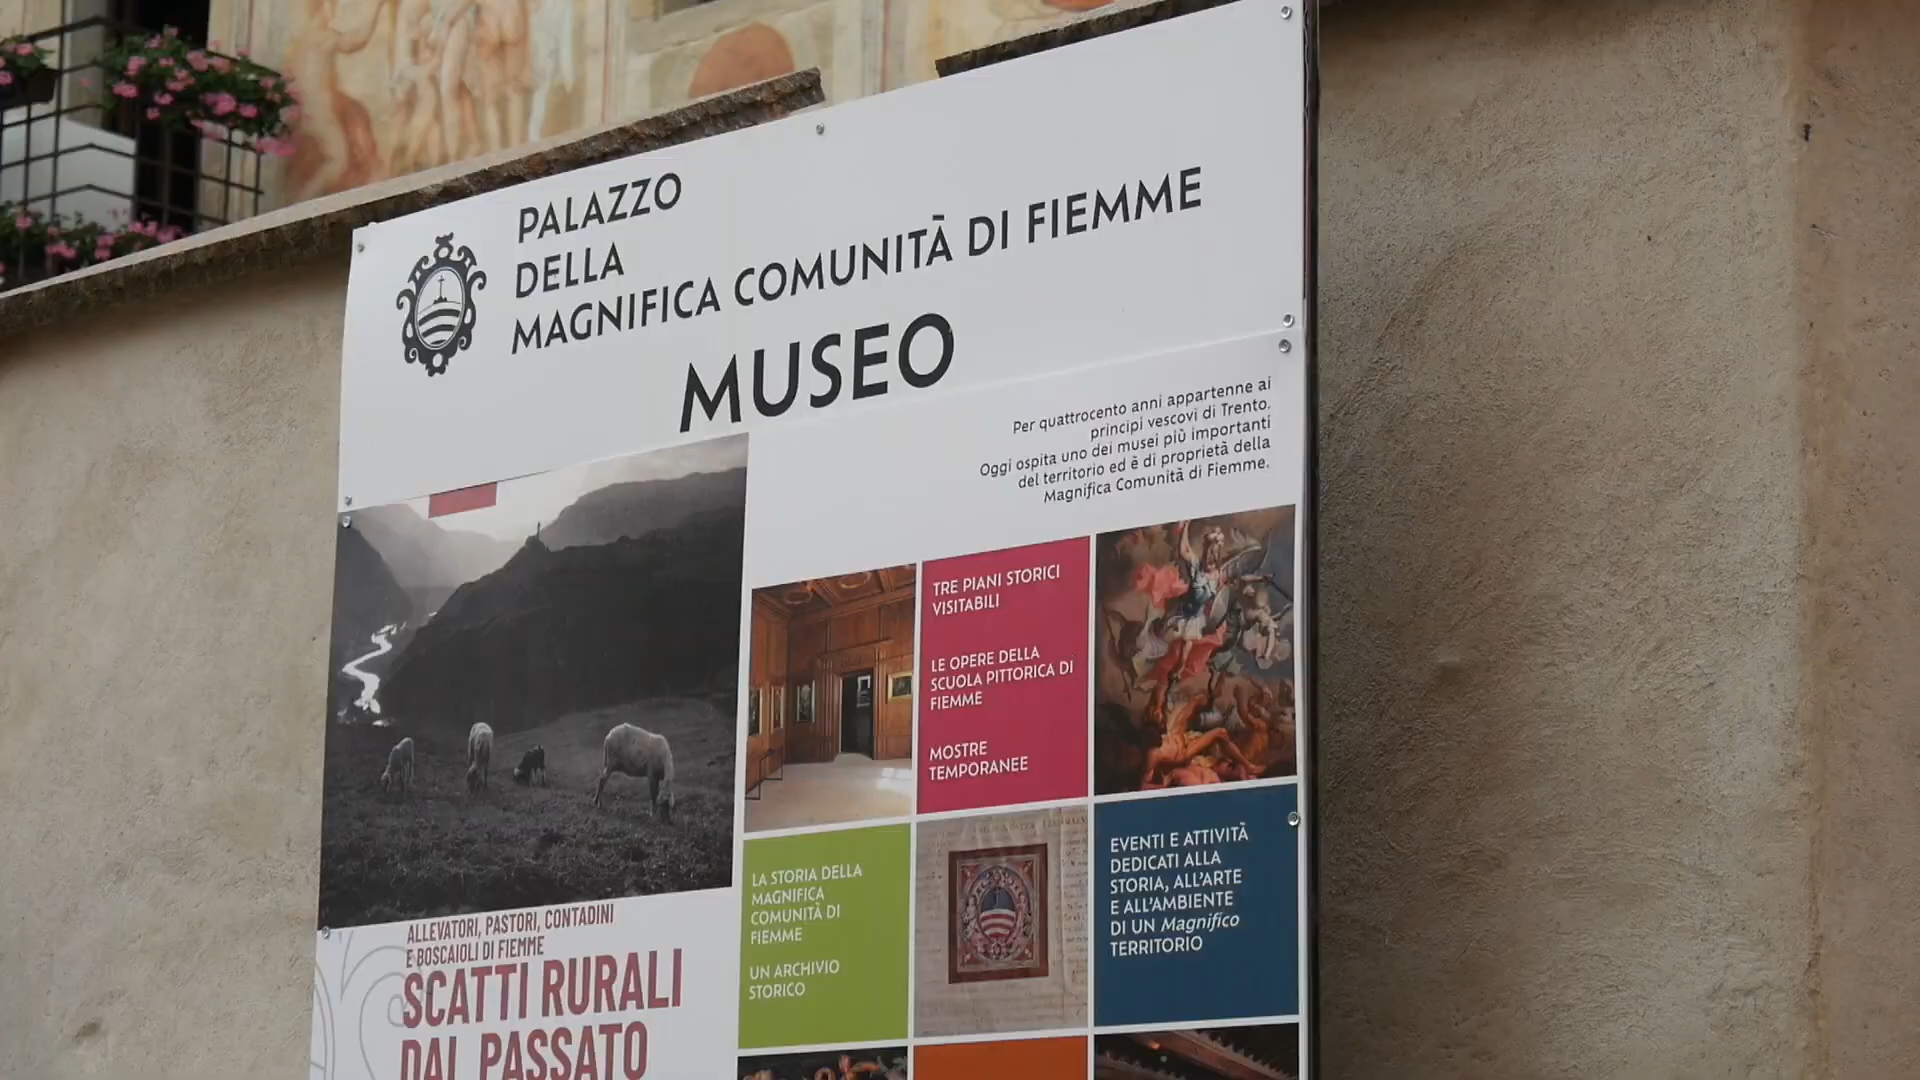 PALAZZO
DELLA
MAGNIFICA COMUNITÀ DI FIEMME
MUSEO
Per quattrocento anni appartenne ai
principi vescovi di Trento.
Oggi ospita uno dei musei più importanti
del territorio ed è di proprietà della
Magnifica Comunità di Fiemme.
TRE PIANI STORICI
VISITABILI
LE OPERE DELLA
SCUOLA PITTORICA DI
FIEMME
MOSTRE
TEMPORANEE
LA STORIA DELLA
MAGNIFICA
COMUNITÀ DI
FIEMME
UN ARCHIVIO
STORICO
EVENTI E ATTIVITÀ
DEDICATI ALLA
STORIA, ALL'ARTE
E ALL'AMBIENTE
DI UN Magnifico
TERRITORIO
ALLEVATORI, PASTORI, CONTADINI
E BOSCAIOLI DI FIEMME
SCATTI RURALI
DAL PASSATO